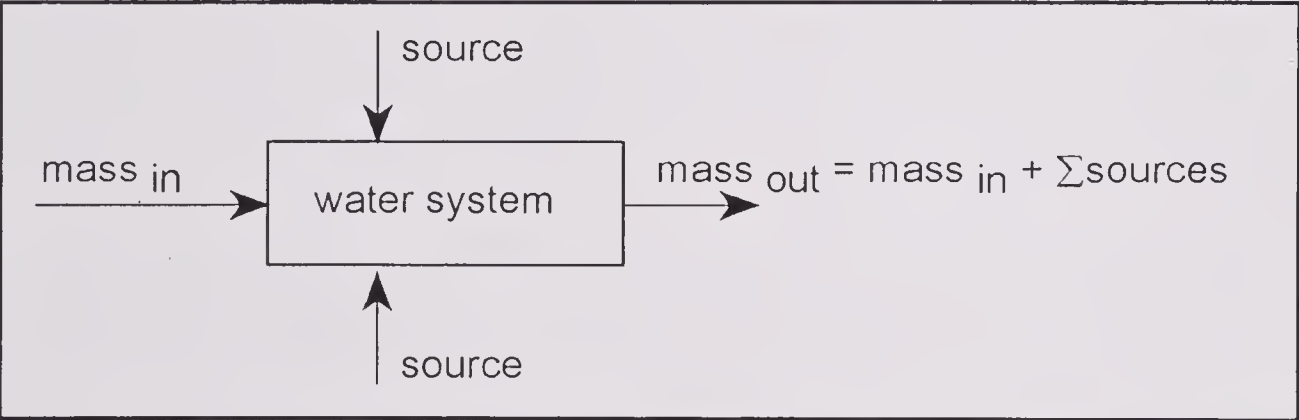 source
mass in
water system
mass out = mass in + ∑sources
source